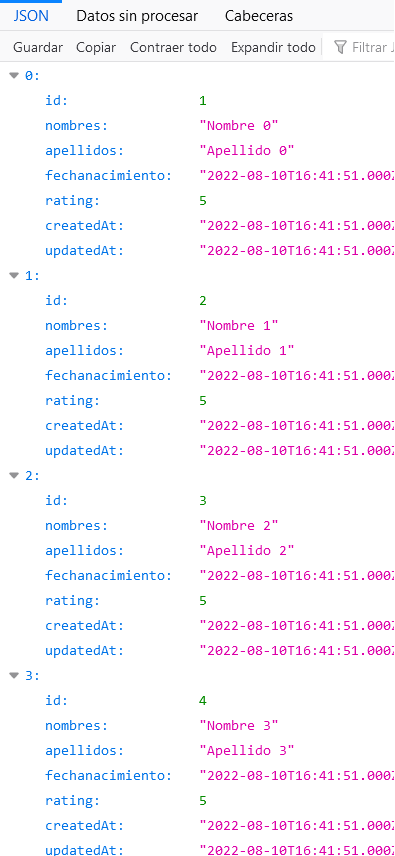 JSON Datos sin procesar Cabeceras
Guardar Copiar Contraer todo Expandir todo Filtrar
0:
id: 1
nombres: "Nombre 0"
apellidos: "Apellido 0"
fechanacimiento: "2022-08-10T16:41:51.000Z
rating: 5
createdAt: "2022-08-10T16:41:51.000Z
updatedAt: "2022-08-10T16:41:51.000Z
1:
id: 2
nombres: "Nombre 1"
apellidos: "Apellido 1"
fechanacimiento: "2022-08-10T16:41:51.000Z
rating: 5
createdAt: "2022-08-10T16:41:51.000Z
updatedAt: "2022-08-10T16:41:51.000Z
2:
id: 3
nombres: "Nombre 2"
apellidos: "Apellido 2"
fechanacimiento: "2022-08-10T16:41:51.000Z
rating: 5
createdAt: "2022-08-10T16:41:51.000Z
updatedAt: "2022-08-10T16:41:51.000Z
3:
id: 4
nombres: "Nombre 3"
apellidos: "Apellido 3"
fechanacimiento: "2022-08-10T16:41:51.000Z
rating: 5
createdAt: "2022-08-10T16:41:51.000Z
updatedAt: "2022-08-10T16:41:51.000Z